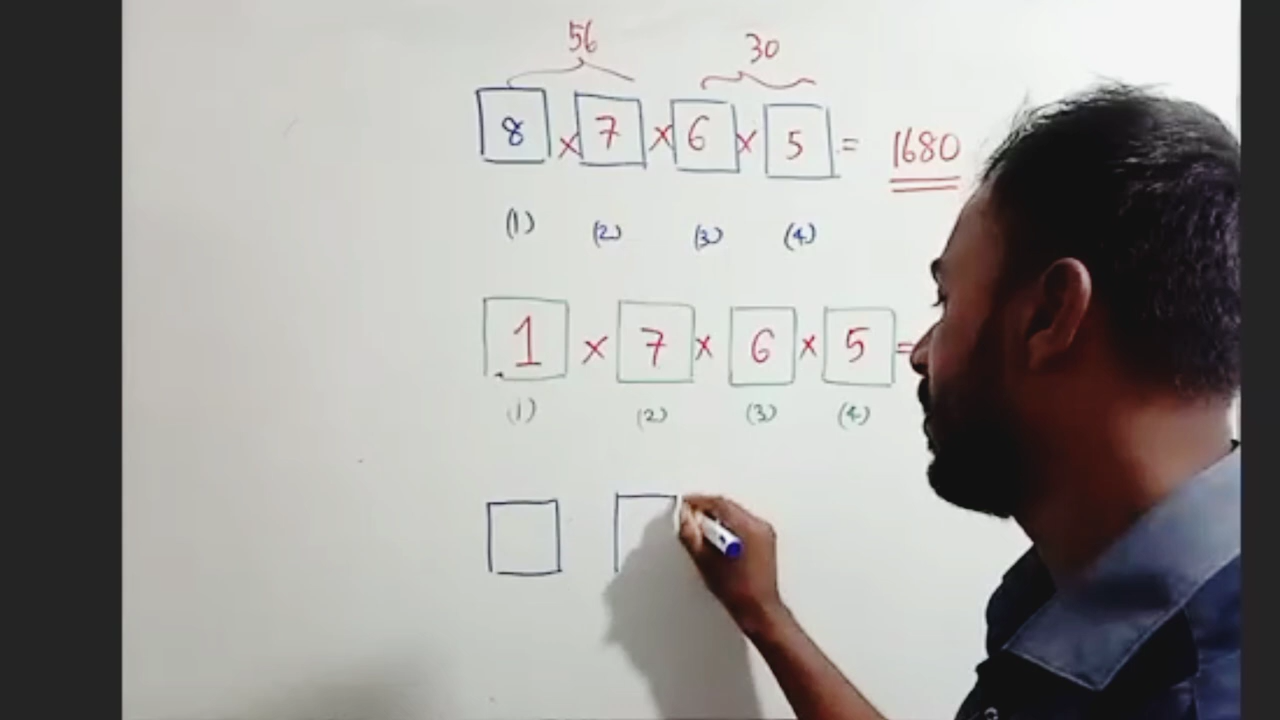 56 30
8 × 7 × 6 × 5 = 1680
(1) (2) (3) (4)
1 × 7 × 6 × 5 =
(1) (2) (3) (4)